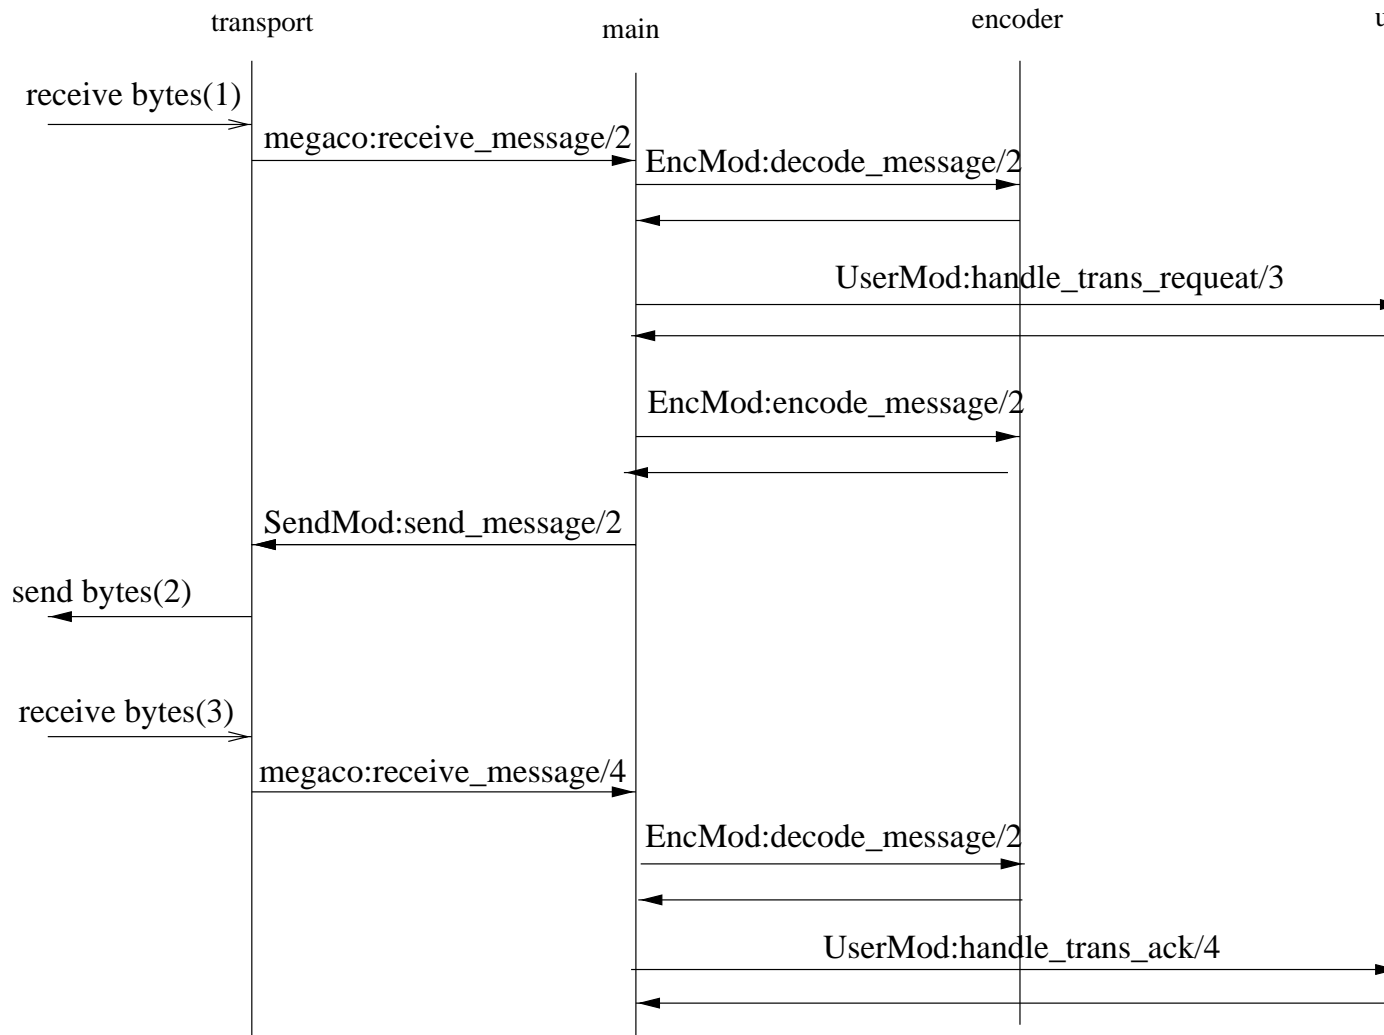 transport
main
encoder
u
receive bytes(1)
megaco:receive_message/2
EncMod:decode_message/2
UserMod:handle_trans_requeat/3
EncMod:encode_message/2
SendMod:send_message/2
send bytes(2)
receive bytes(3)
megaco:receive_message/4
EncMod:decode_message/2
UserMod:handle_trans_ack/4